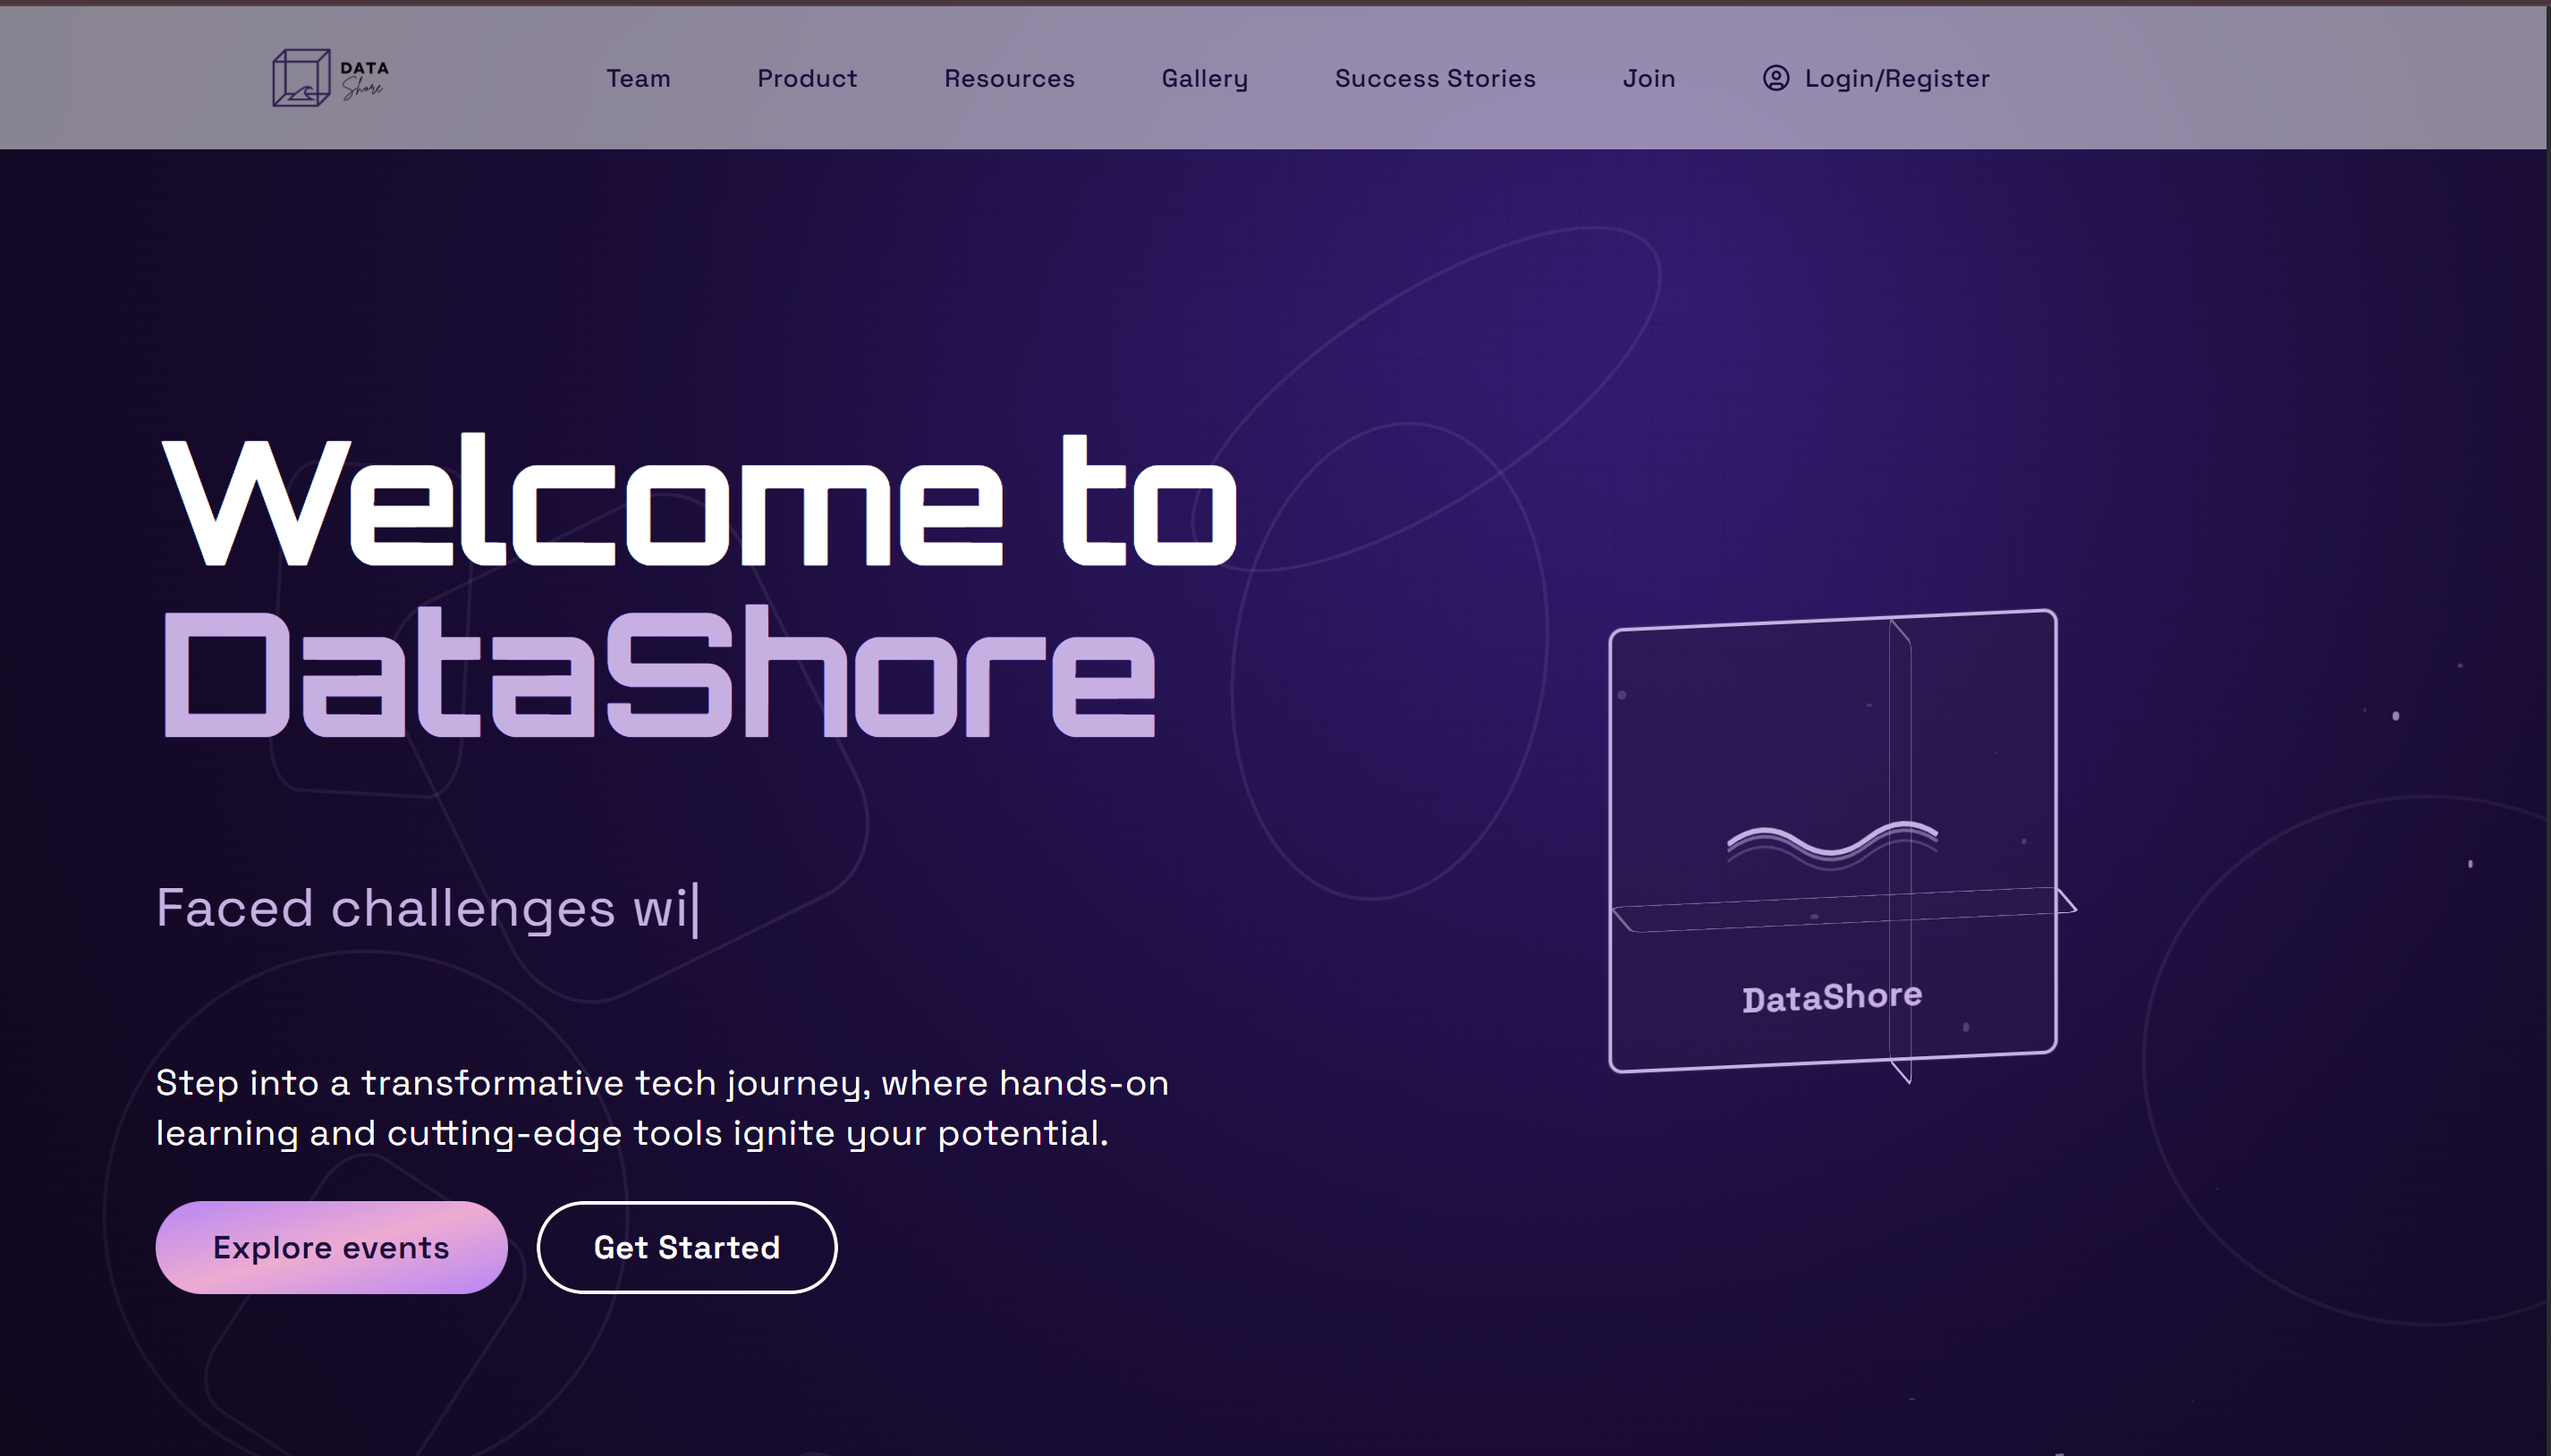 DATA
Shore
Team Product Resources Gallery Success Stories Join Login/Register
Welcome to
DataShore
Faced challenges wi|
DataShore
Step into a transformative tech journey, where hands-on
learning and cutting-edge tools ignite your potential.
Explore events Get Started